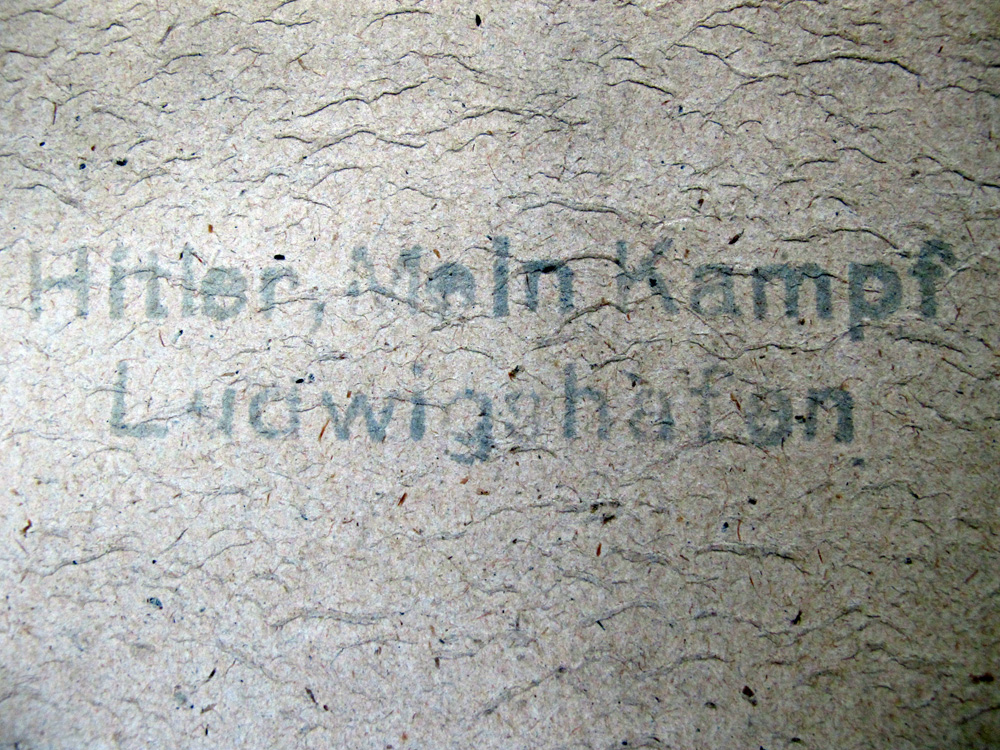 Hitler, Mein Kampf
Ludwigshafen